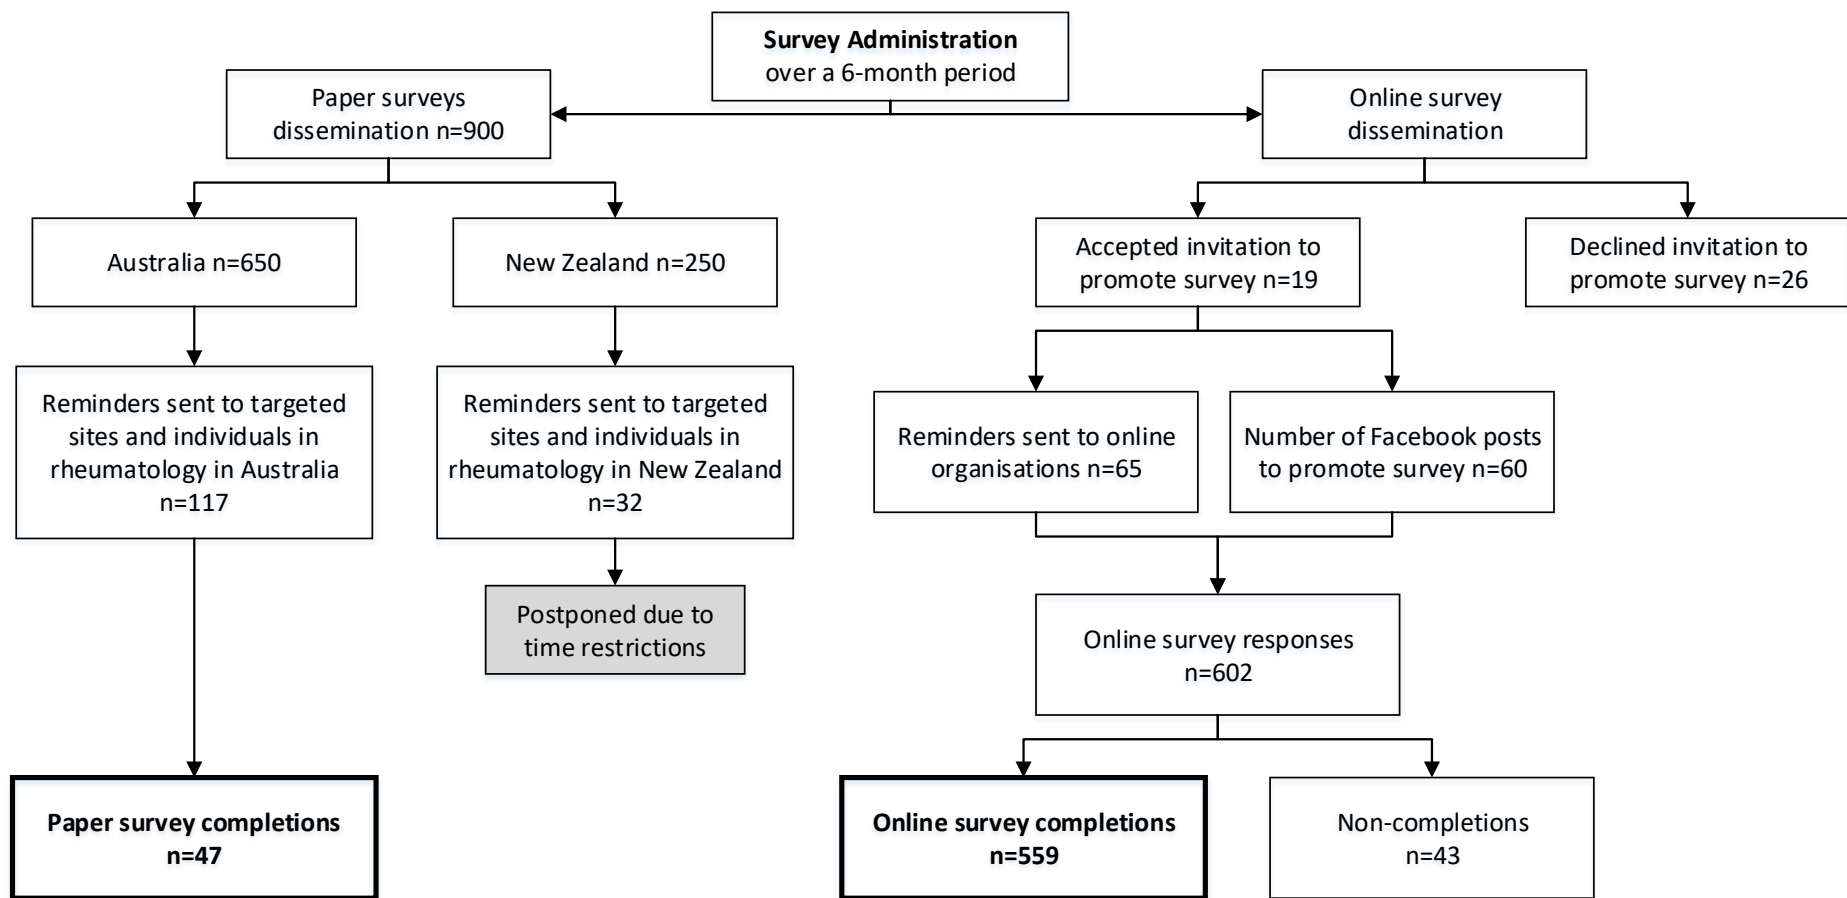 Survey Administration
over a 6-month period
Paper surveys
dissemination n=900
Online survey
dissemination
Australia n=650
New Zealand n=250
Accepted invitation to
promote survey n=19
Declined invitation to
promote survey n=26
Reminders sent to targeted
sites and individuals in
rheumatology in Australia
n=117
Reminders sent to targeted
sites and individuals in
rheumatology in New Zealand
n=32
Reminders sent to online
organisations n=65
Number of Facebook posts
to promote survey n=60
Postponed due to
time restrictions
Online survey responses
n=602
Paper survey completions
n=47
Online survey completions
n=559
Non-completions
n=43